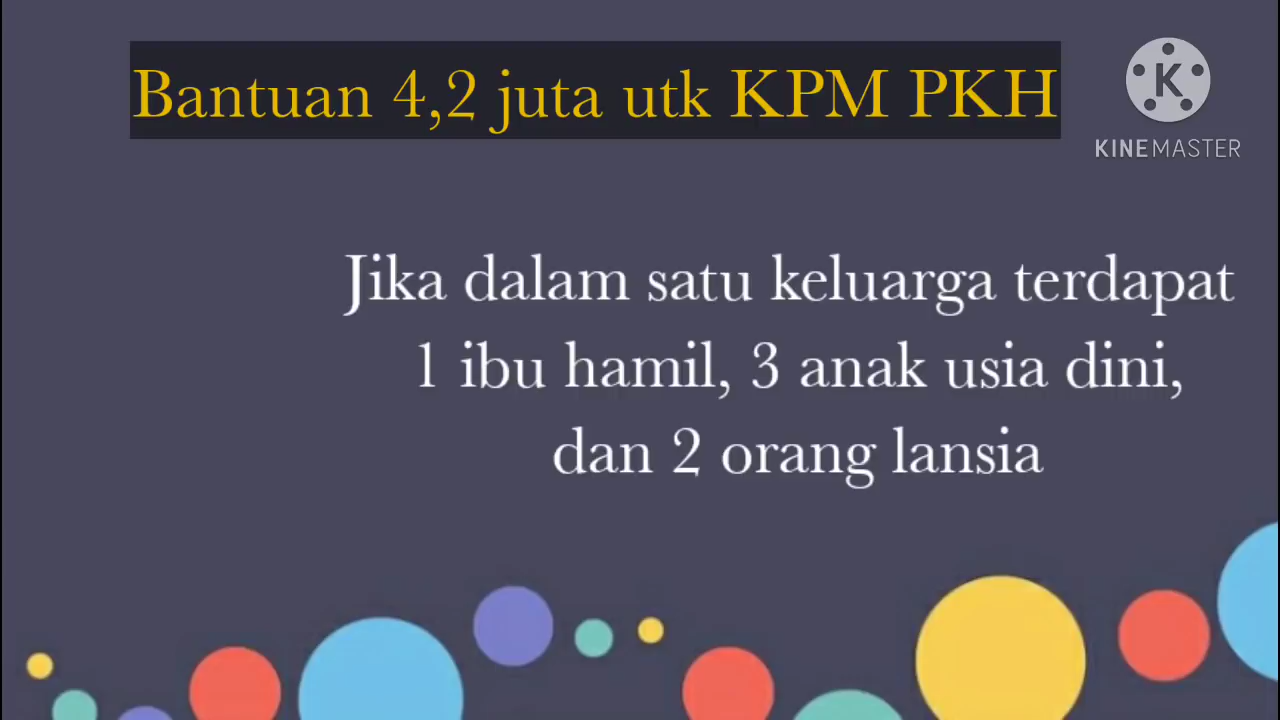 Bantuan 4,2 juta utk KPM PKH
K
KINEMASTER
Jika dalam satu keluarga terdapat
1 ibu hamil, 3 anak usia dini,
dan 2 orang lansia